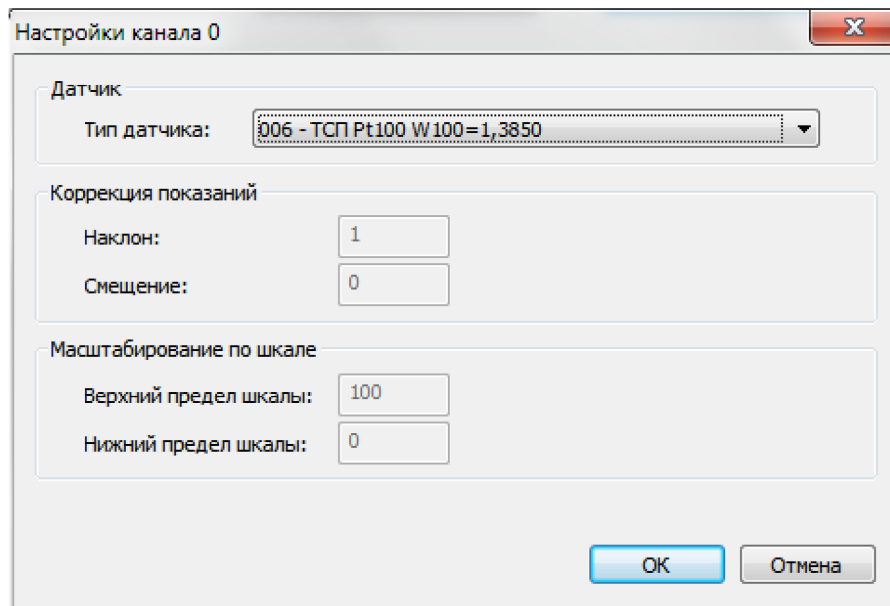 Настройки канала 0
Датчик
Тип датчика: 006 - ТСП Pt100 W100=1,3850
Коррекция показаний
Наклон: 1
Смещение: 0
Масштабирование по шкале
Верхний предел шкалы: 100
Нижний предел шкалы: 0
OK Отмена